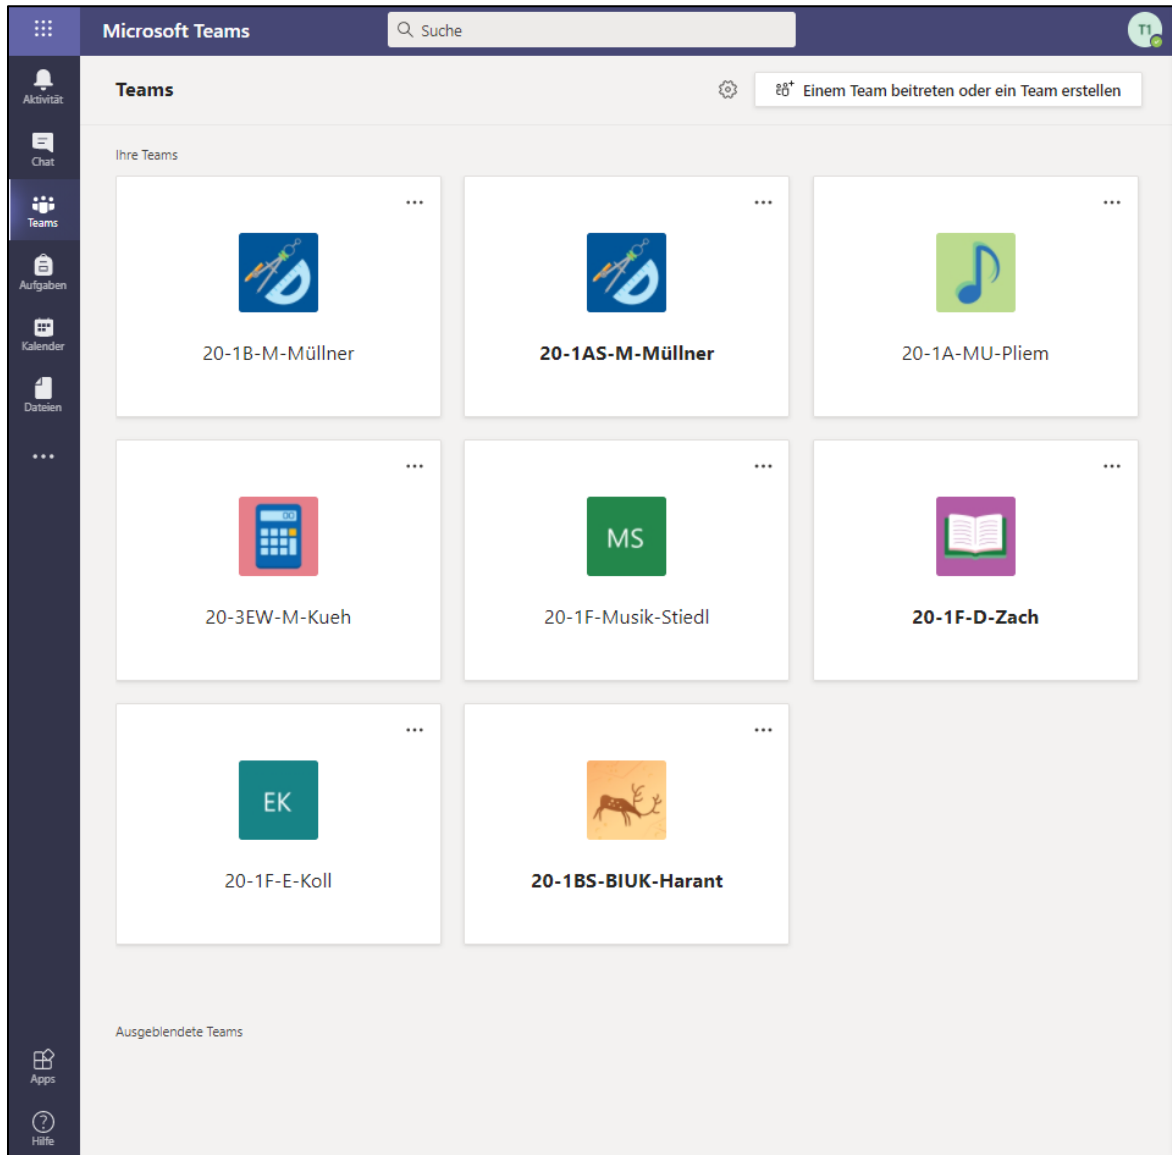 Microsoft Teams
Suche
T1
Aktivität
Chat
Teams
Aufgaben
Kalender
Dateien
Apps
Hilfe
Teams
Einem Team beitreten oder ein Team erstellen
Ihre Teams
20-1B-M-Müllner
20-1AS-M-Müllner
20-1A-MU-Pliem
20-3EW-M-Kueh
MS
20-1F-Musik-Stiedl
20-1F-D-Zach
EK
20-1F-E-Koll
20-1BS-BIUK-Harant
Ausgeblendete Teams